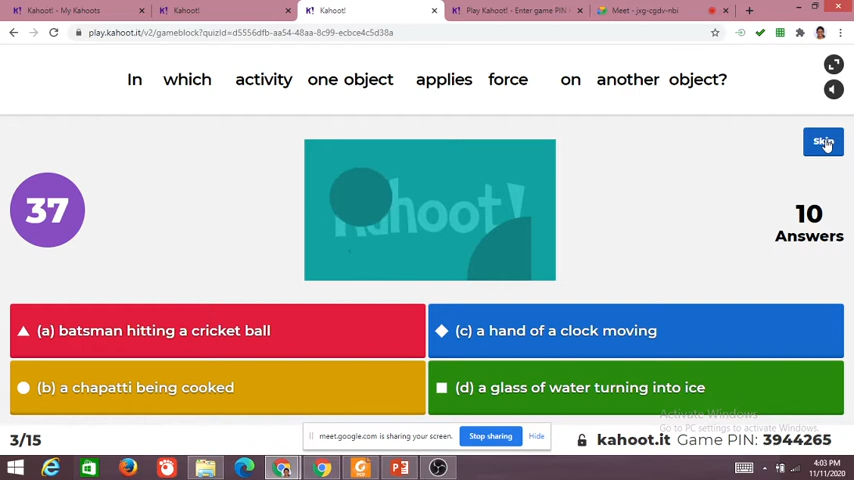 Kahoot! - My Kahoots
Kahoot!
Kahoot!
Play Kahoot! - Enter game PIN
Meet - jxg-cgdv-nbi
play.kahoot.it/v2/gameblock?quizId=d5556dfb-aa54-48aa-8c99-ecbce4c5d38a
In which activity one object applies force on another object?
Skip
37
Kahoot!
10
Answers
(a) batsman hitting a cricket ball
(c) a hand of a clock moving
(b) a chapatti being cooked
(d) a glass of water turning into ice
Activate Windows
Go to PC settings to activate Windows.
3/15
meet.google.com is sharing your screen.
Stop sharing
Hide
kahoot.it Game PIN: 3944265
4:03 PM
11/11/2020